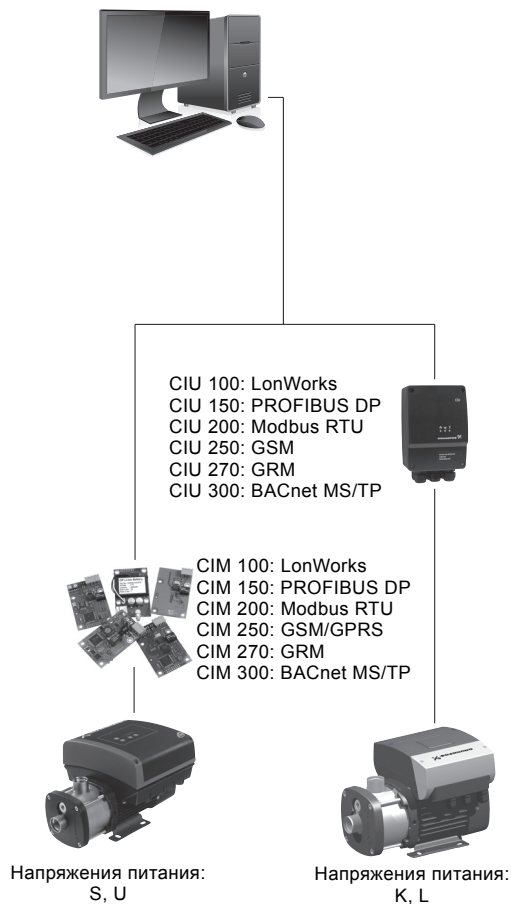 CIU 100: LonWorks
CIU 150: PROFIBUS DP
CIU 200: Modbus RTU
CIU 250: GSM
CIU 270: GRM
CIU 300: BACnet MS/TP
CIM 100: LonWorks
CIM 150: PROFIBUS DP
CIM 200: Modbus RTU
CIM 250: GSM/GPRS
CIM 270: GRM
CIM 300: BACnet MS/TP
GRUNDFOS
Напряжения питания:
S, U
Напряжения питания:
K, L